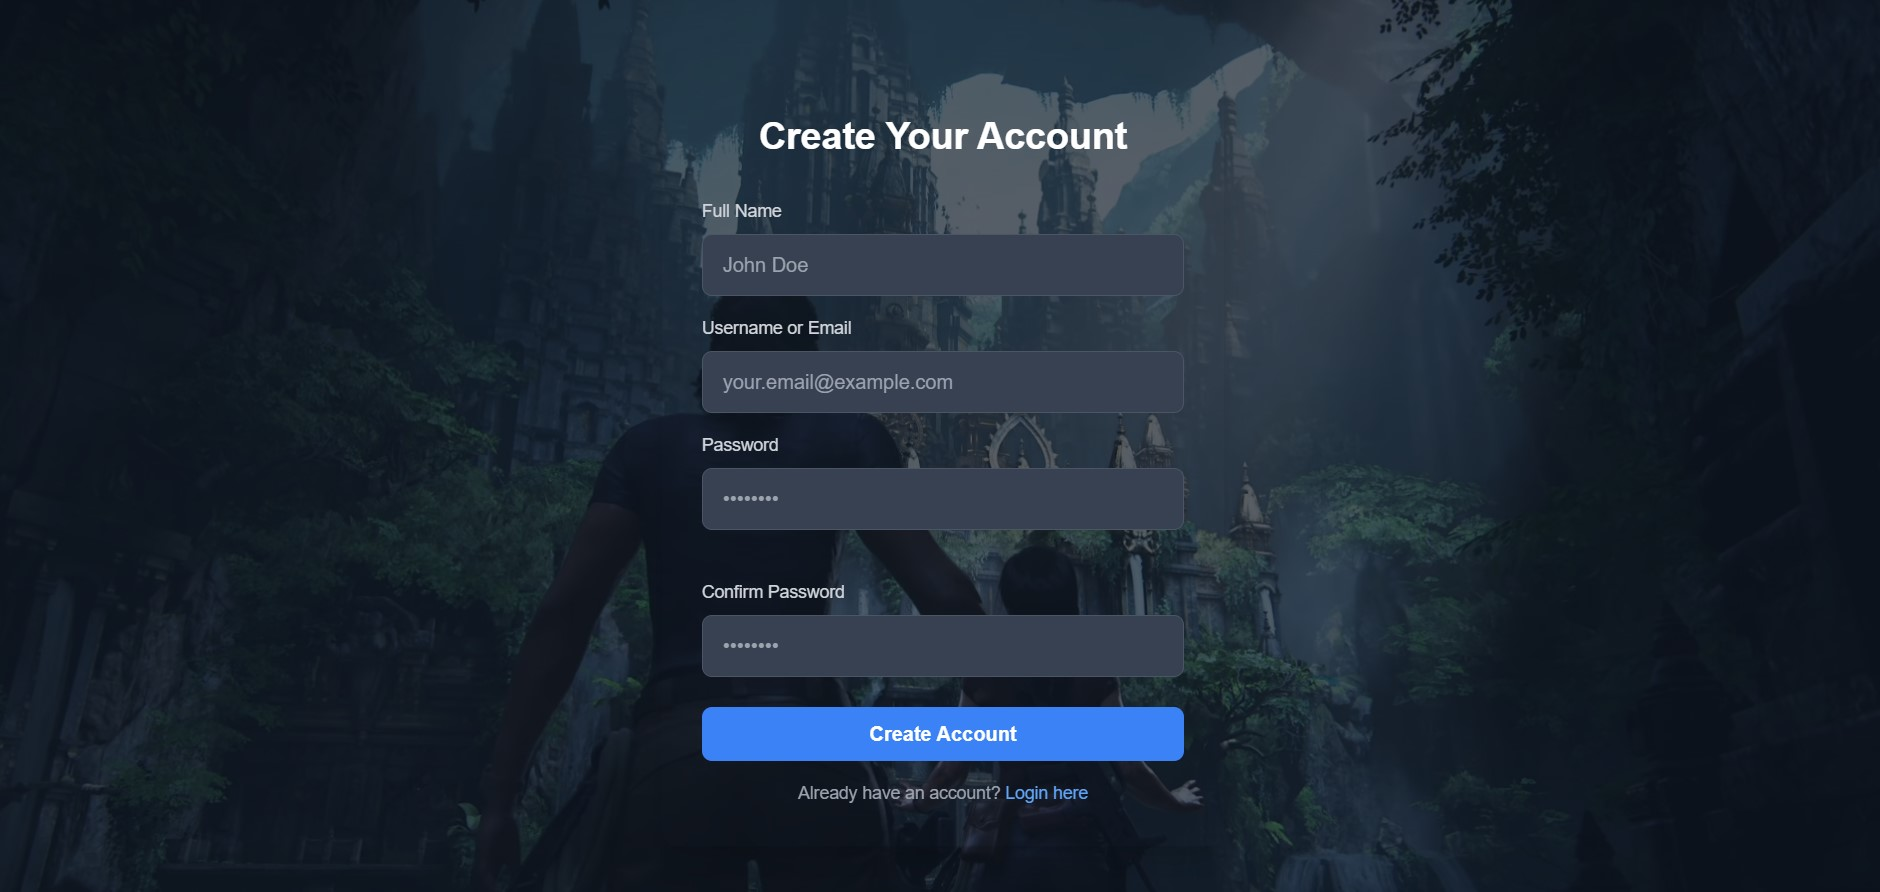 Create Your Account
Full Name
John Doe
Username or Email
your.email@example.com
Password
••••••••
Confirm Password
••••••••
Create Account
Already have an account? Login here